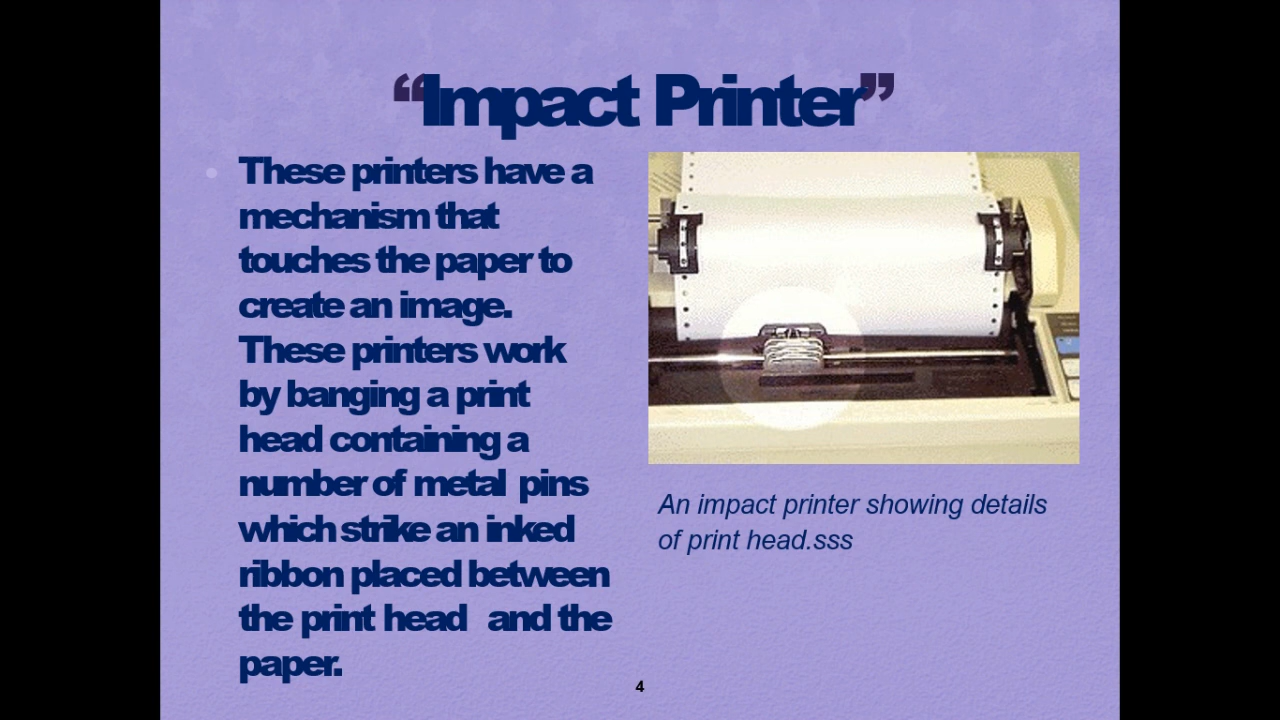 “Impact Printer”
These printers have a
mechanism that
touches the paper to
create an image.
These printers work
by banging a print
head containing a
number of metal pins
which strike an inked
ribbon placed between
the print head and the
paper.
An impact printer showing details
of print head.sss
4